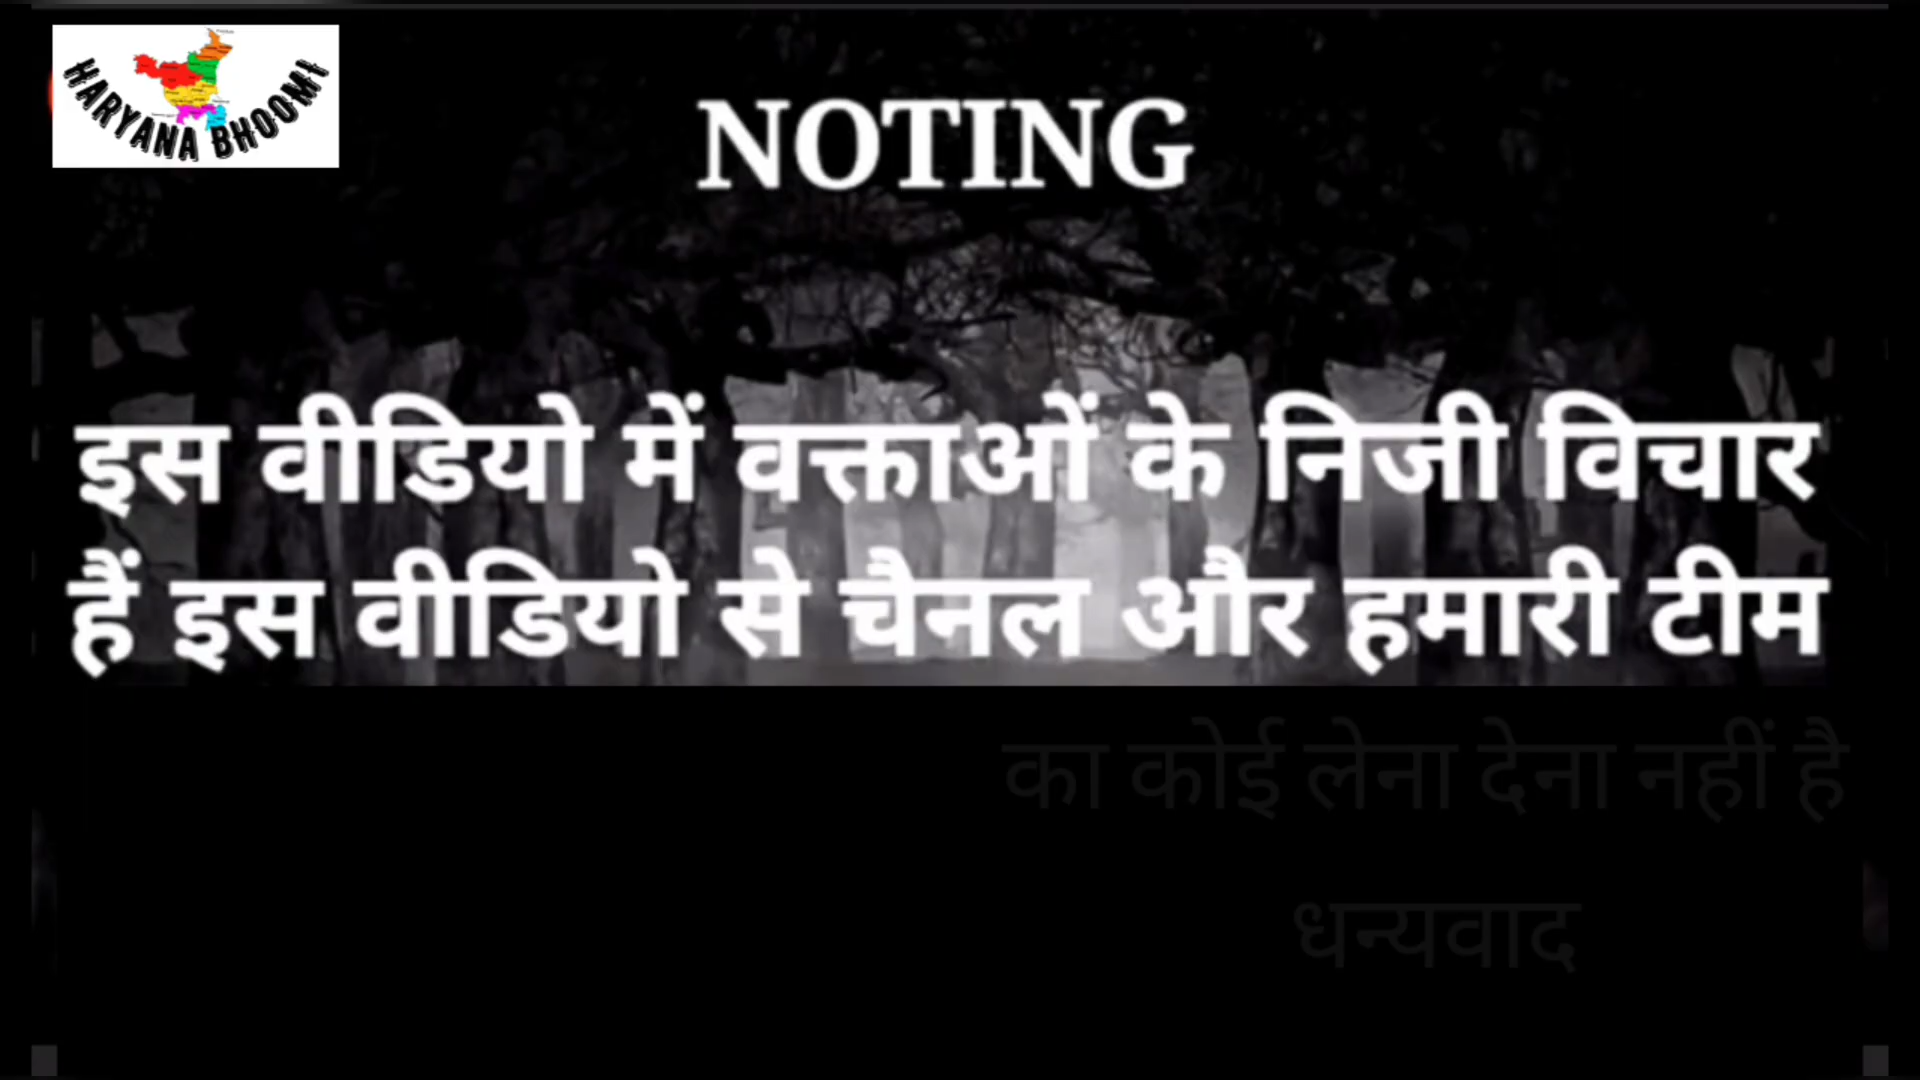 HARYANA BHOOMI
NOTING
इस वीडियो में वक्ताओं के निजी विचार
हैं इस वीडियो से चैनल और हमारी टीम
का कोई लेना देना नहीं है
धन्यवाद